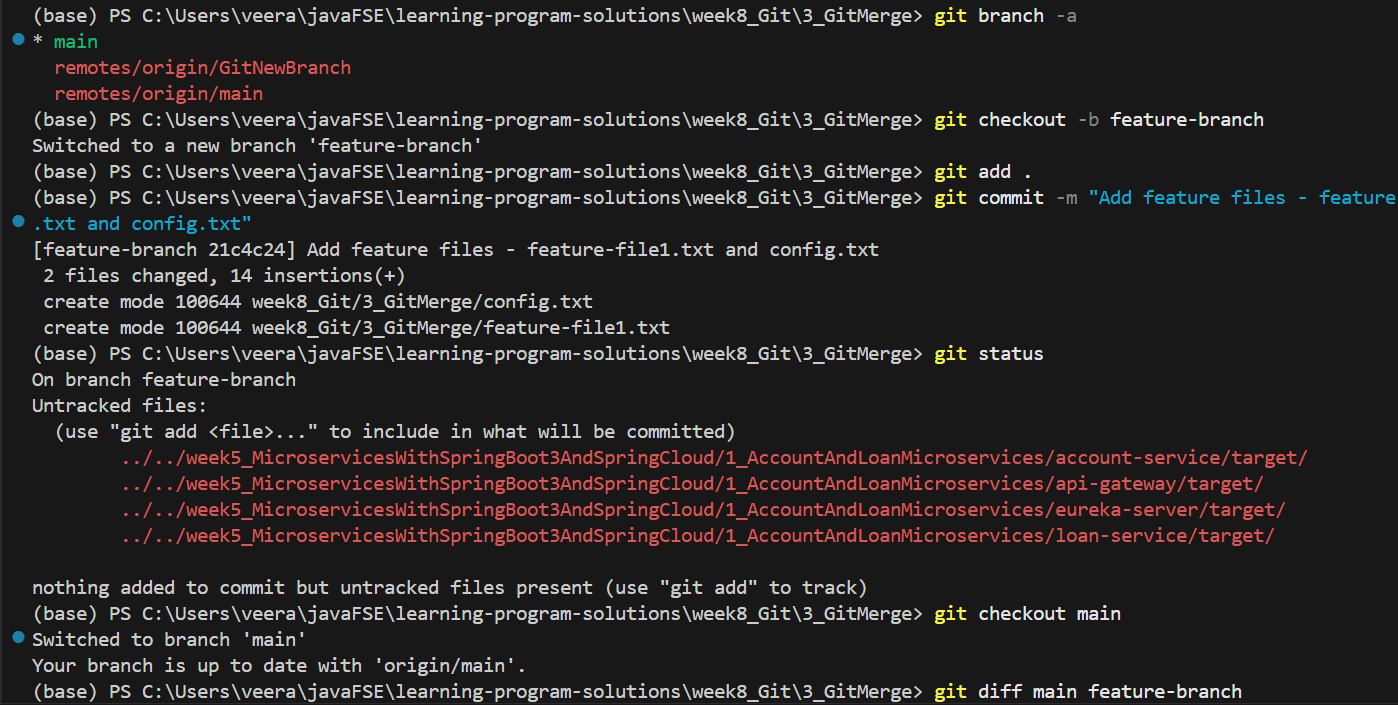 (base) PS C:\Users\veera\javaFSE\learning-program-solutions\week8_Git\3_GitMerge> git branch -a
* main
  remotes/origin/GitNewBranch
  remotes/origin/main
(base) PS C:\Users\veera\javaFSE\learning-program-solutions\week8_Git\3_GitMerge> git checkout -b feature-branch
Switched to a new branch 'feature-branch'
(base) PS C:\Users\veera\javaFSE\learning-program-solutions\week8_Git\3_GitMerge> git add .
(base) PS C:\Users\veera\javaFSE\learning-program-solutions\week8_Git\3_GitMerge> git commit -m "Add feature files - feature
.txt and config.txt"
[feature-branch 21c4c24] Add feature files - feature-file1.txt and config.txt
 2 files changed, 14 insertions(+)
 create mode 100644 week8_Git/3_GitMerge/config.txt
 create mode 100644 week8_Git/3_GitMerge/feature-file1.txt
(base) PS C:\Users\veera\javaFSE\learning-program-solutions\week8_Git\3_GitMerge> git status
On branch feature-branch
Untracked files:
  (use "git add <file>..." to include in what will be committed)
        ../../week5_MicroservicesWithSpringBoot3AndSpringCloud/1_AccountAndLoanMicroservices/account-service/target/
        ../../week5_MicroservicesWithSpringBoot3AndSpringCloud/1_AccountAndLoanMicroservices/api-gateway/target/
        ../../week5_MicroservicesWithSpringBoot3AndSpringCloud/1_AccountAndLoanMicroservices/eureka-server/target/
        ../../week5_MicroservicesWithSpringBoot3AndSpringCloud/1_AccountAndLoanMicroservices/loan-service/target/
nothing added to commit but untracked files present (use "git add" to track)
(base) PS C:\Users\veera\javaFSE\learning-program-solutions\week8_Git\3_GitMerge> git checkout main
Switched to branch 'main'
Your branch is up to date with 'origin/main'.
(base) PS C:\Users\veera\javaFSE\learning-program-solutions\week8_Git\3_GitMerge> git diff main feature-branch